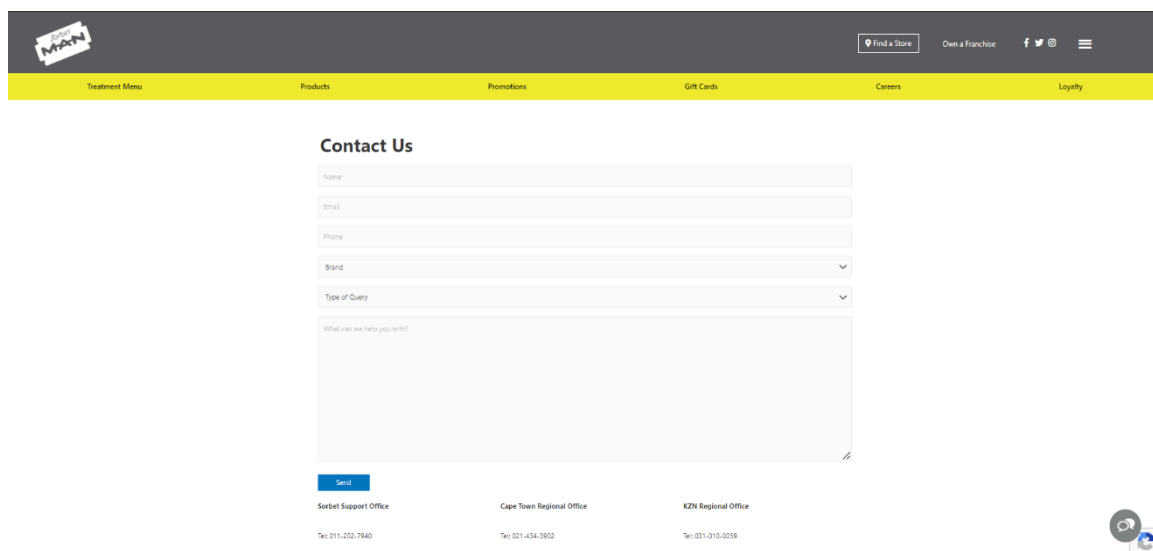 Sorbet
MAN
Find a Store
Own a Franchise
Treatment Menu
Products
Promotions
Gift Cards
Careers
Loyalty
Contact Us
Name
Email
Phone
Brand
Type of Query
What can we help you with?
Send
Sorbet Support Office
Cape Town Regional Office
KZN Regional Office
Tel: 011-202-7940
Tel: 021-434-3902
Tel: 031-010-0059